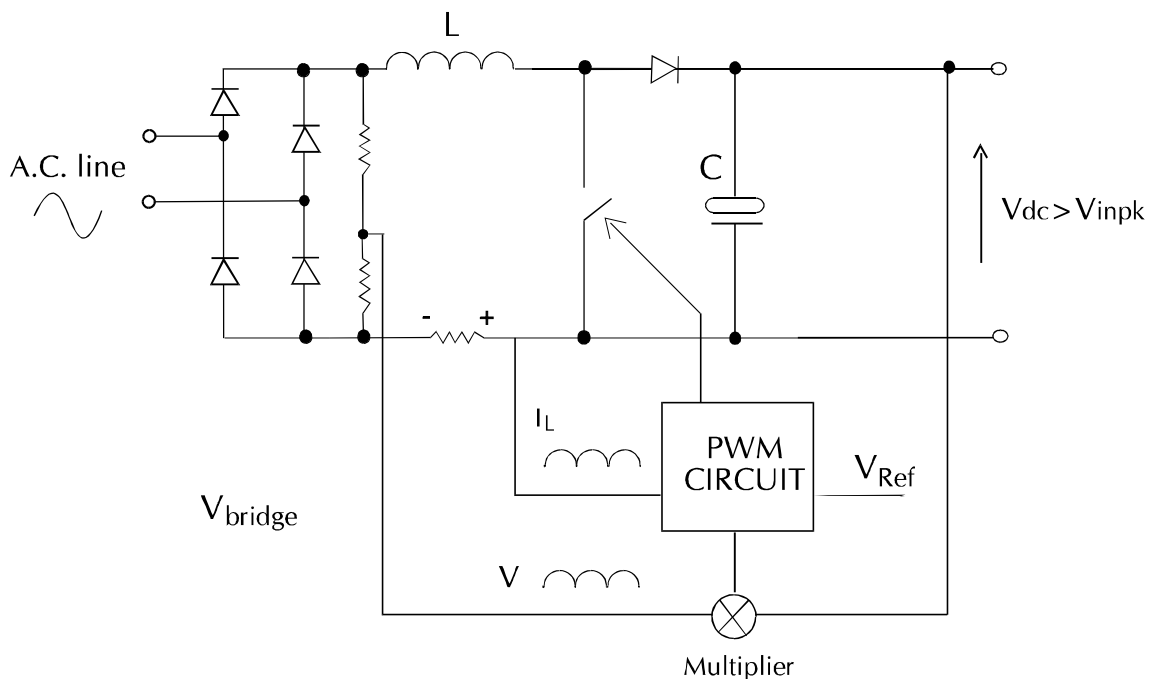 L
A.C. line
C
Vdc > Vinpk
- +
IL
PWM
CIRCUIT
VRef
Vbridge
V
Multiplier